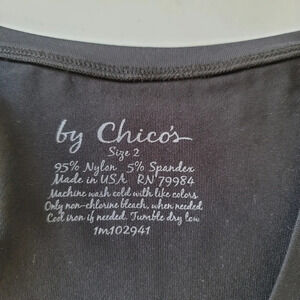 by Chico's
Size 2
95% Nylon 5% Spandex
Made in USA RN 79984
Machine wash cold with like colors.
Only non-chlorine bleach, when needed
Cool iron if needed. Tumble dry low
1m102941